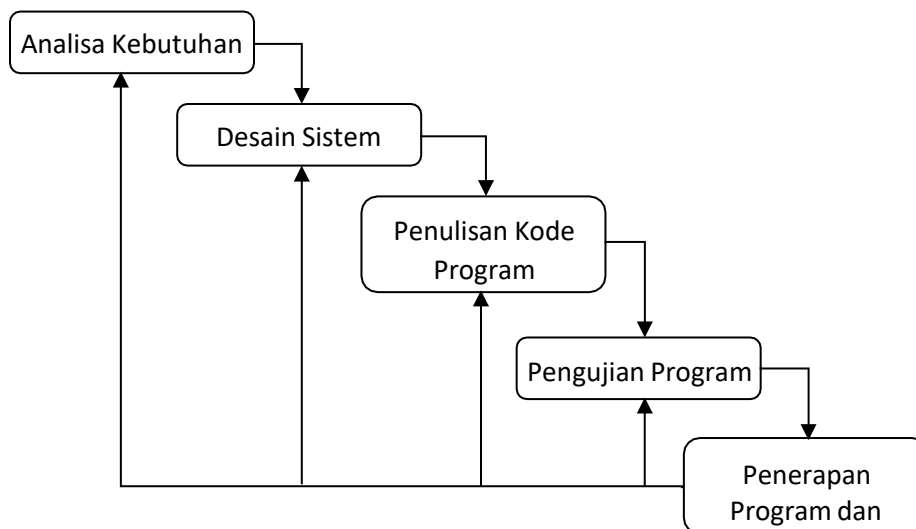 Analisa Kebutuhan
Desain Sistem
Penulisan Kode
Program
Pengujian Program
Penerapan
Program dan